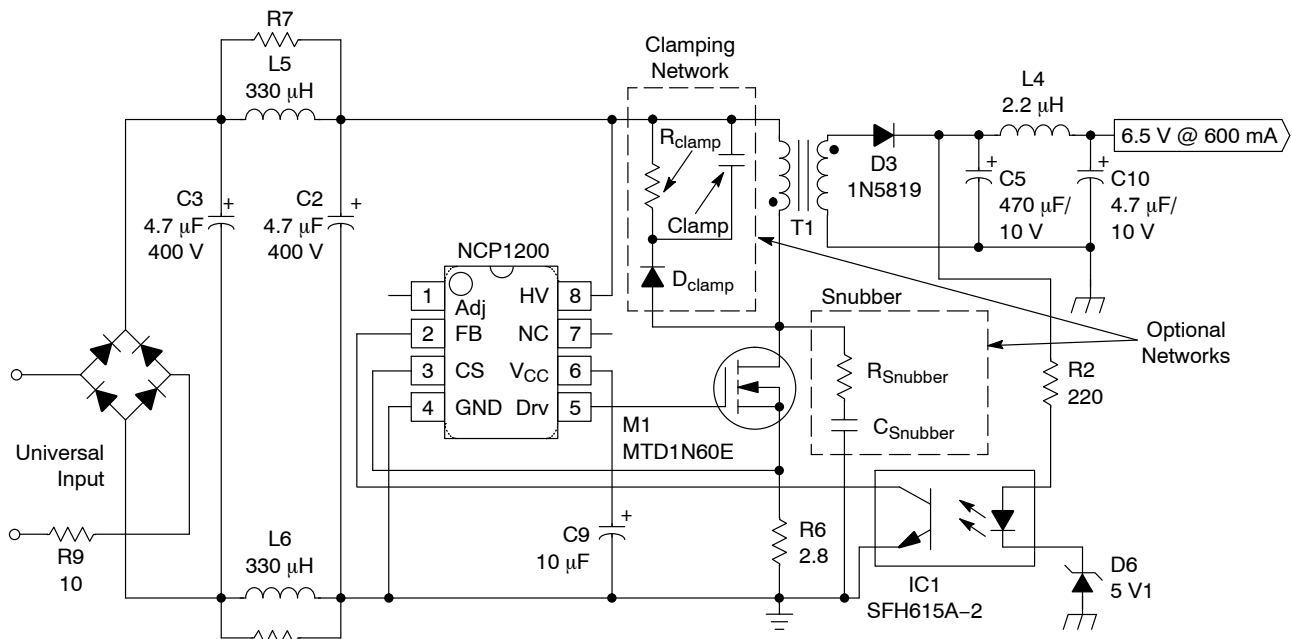 R7
L5
330 μH
Clamping
Network
L4
2.2 μH
6.5 V @ 600 mA
Rclamp
Clamp
T1
D3
1N5819
C5
470 μF/
10 V
C10
4.7 μF/
10 V
C3
4.7 μF
400 V
+
C2
4.7 μF
400 V
+
+
+
NCP1200
1
Adj
HV
8
2
FB
NC
7
3
CS
VCC
6
4
GND
Drv
5
Dclamp
Snubber
Optional
Networks
RSnubber
CSnubber
R2
220
M1
MTD1N60E
Universal
Input
R9
10
L6
330 μH
C9
10 μF
+
R6
2.8
IC1
SFH615A−2
D6
5 V1